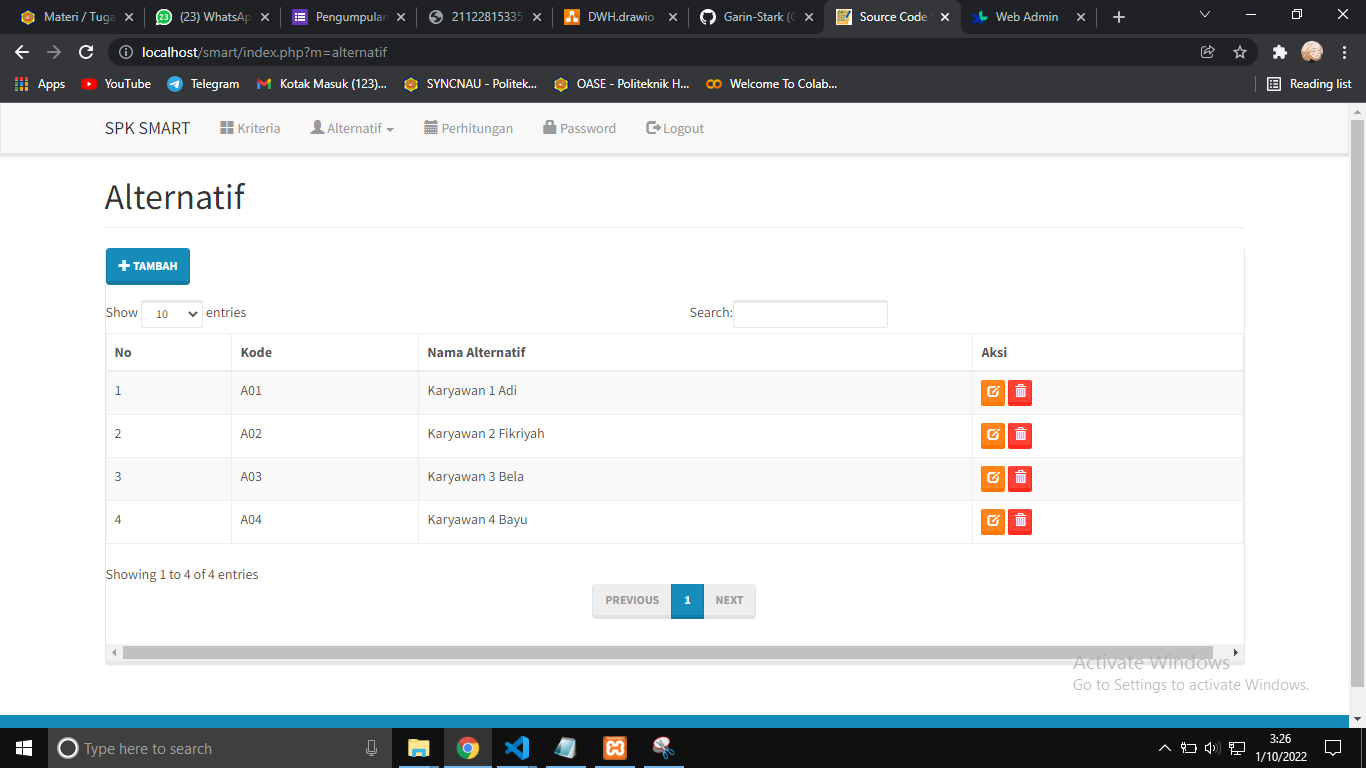 Materi / Tuga
(23) WhatsAp
Pengumpulan
21122815335
DWH.drawio
Garin-Stark (G
Source Code
Web Admin
localhost/smart/index.php?m=alternatif
Apps
YouTube
Telegram
Kotak Masuk (123)...
SYNCNAU - Politek...
OASE - Politeknik H...
Welcome To Colab...
Reading list
SPK SMART
Kriteria
Alternatif
Perhitungan
Password
Logout
Alternatif
TAMBAH
Show 10 entries
Search:
No Kode Nama Alternatif Aksi
1 A01 Karyawan 1 Adi
2 A02 Karyawan 2 Fikriyah
3 A03 Karyawan 3 Bela
4 A04 Karyawan 4 Bayu
Showing 1 to 4 of 4 entries
PREVIOUS 1 NEXT
Activate Windows
Go to Settings to activate Windows.
Type here to search
3:26
1/10/2022